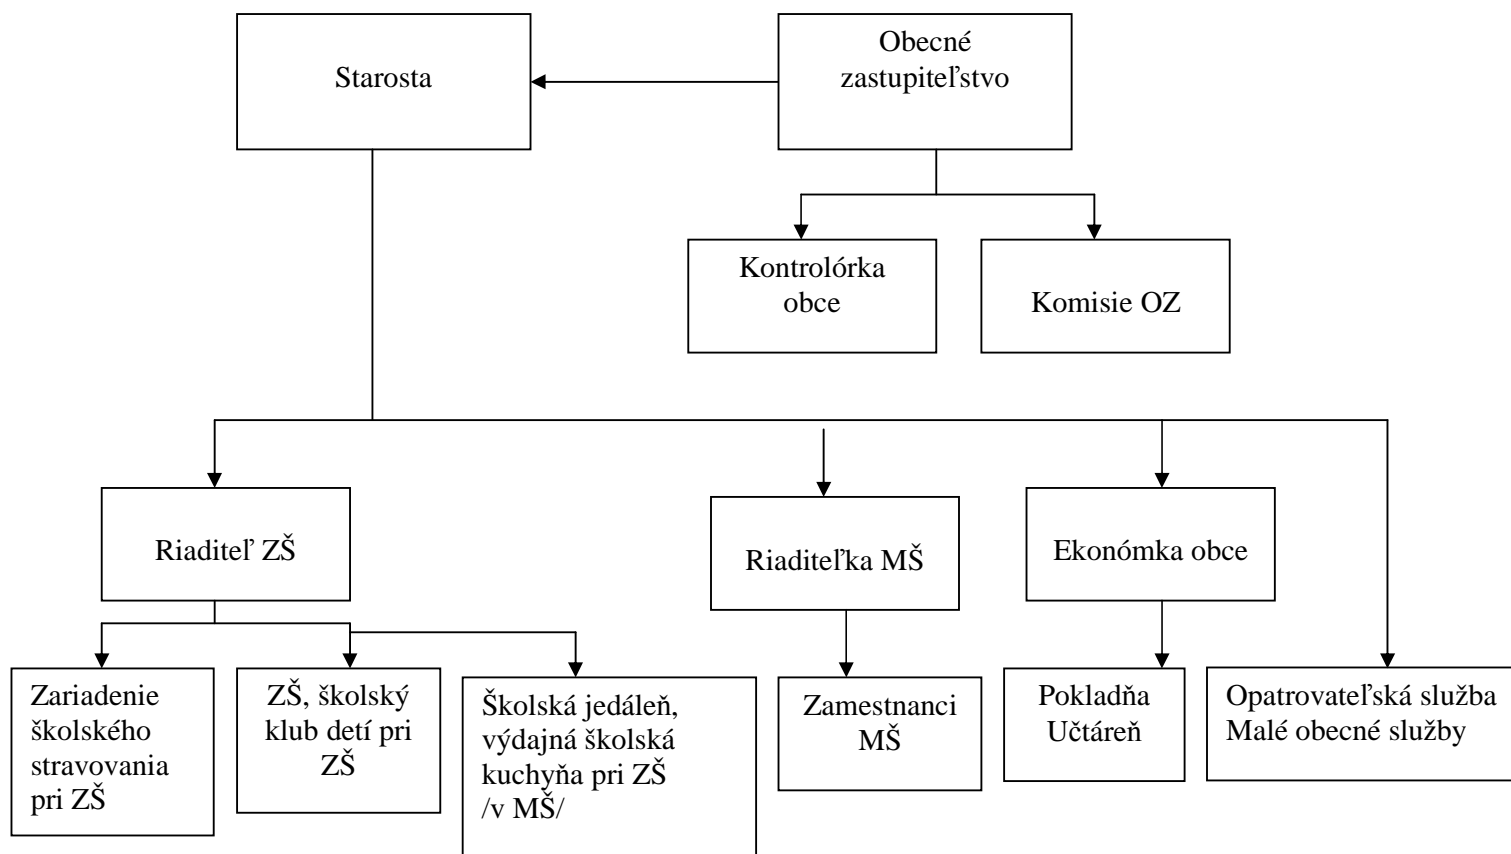 Starosta
Obecné
zastupiteľstvo
Kontrolórka
obce
Komisie OZ
Riaditeľ ZŠ
Riaditeľka MŠ
Ekonómka obce
Zariadenie
školského
stravovania
pri ZŠ
ZŠ, školský
klub detí pri
ZŠ
Školská jedáleň,
výdajná školská
kuchyňa pri ZŠ
/v MŠ/
Zamestnanci
MŠ
Pokladňa
Učtáreň
Opatrovateľská služba
Malé obecné služby